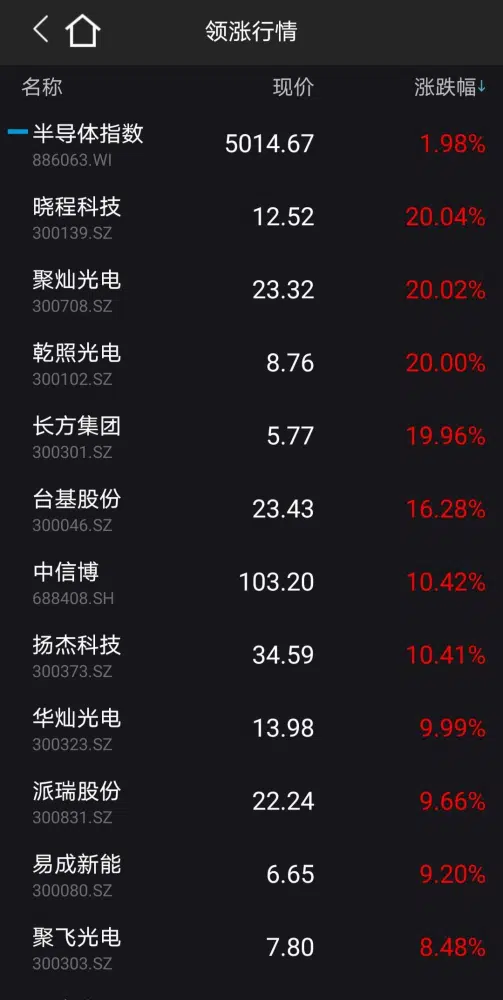 领涨行情
名称 现价 涨跌幅↓
半导体指数 5014.67 1.98%
886063.WI
晓程科技 12.52 20.04%
300139.SZ
聚灿光电 23.32 20.02%
300708.SZ
乾照光电 8.76 20.00%
300102.SZ
长方集团 5.77 19.96%
300301.SZ
台基股份 23.43 16.28%
300046.SZ
中信博 103.20 10.42%
688408.SH
扬杰科技 34.59 10.41%
300373.SZ
华灿光电 13.98 9.99%
300323.SZ
派瑞股份 22.24 9.66%
300831.SZ
易成新能 6.65 9.20%
300080.SZ
聚飞光电 7.80 8.48%
300303.SZ